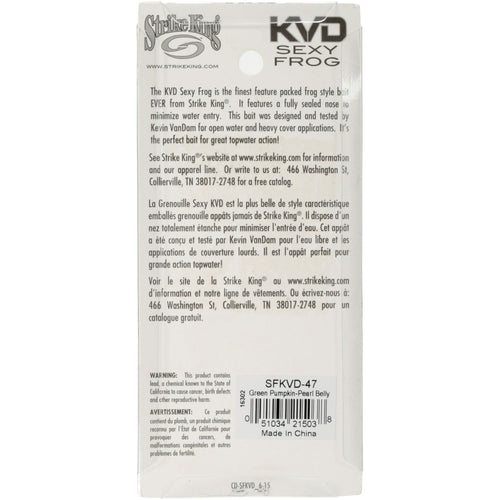 Strike King
KVD
SEXY
FROG
WWW.STRIKEKING.COM
The KVD Sexy Frog is the finest feature packed frog style bait
EVER from Strike King®. It features a fully sealed nose to
minimize water entry. This bait was designed and tested by
Kevin VanDam for open water and heavy cover applications. It's
the perfect bait for great topwater action!
See Strike King®'s website at www.strikeking.com for information
and our apparel line. Or write to us at: 466 Washington St,
Collierville, TN 38017-2748 for a free catalog.
La Grenouille Sexy KVD est la plus belle de style caractéristique
emballés grenouille appâts jamais de Strike King®. Il dispose d'un
nez totalement étanche pour minimiser l'entrée d'eau. Cet appât
a été conçu et testé par Kevin VanDam pour l'eau libre et les
applications de couverture lourds. Il est l'appât parfait pour
grande action topwater!
Voir le site de la Strike King® au www.strikeking.com
d'information et notre ligne de vêtements. Ou écrivez-nous à:
466 Washington St, Collierville, TN 38017-2748 pour un
catalogue gratuit.
WARNING: This product contains
lead, a chemical known to the State of
California to cause cancer, birth defects
and other reproductive harm.
AVERTISSEMENT: Ce produit
contient du plomb, un produit chimique
reconnu par l'Etat de Californie pour
provoquer des cancers, de
malformations congénitales et autres
problèmes de fertilité.
16302
SFKVD-47
Green Pumpkin-Pearl Belly
0 51034 21503 8
Made In China
CD-SFKVD_6-15